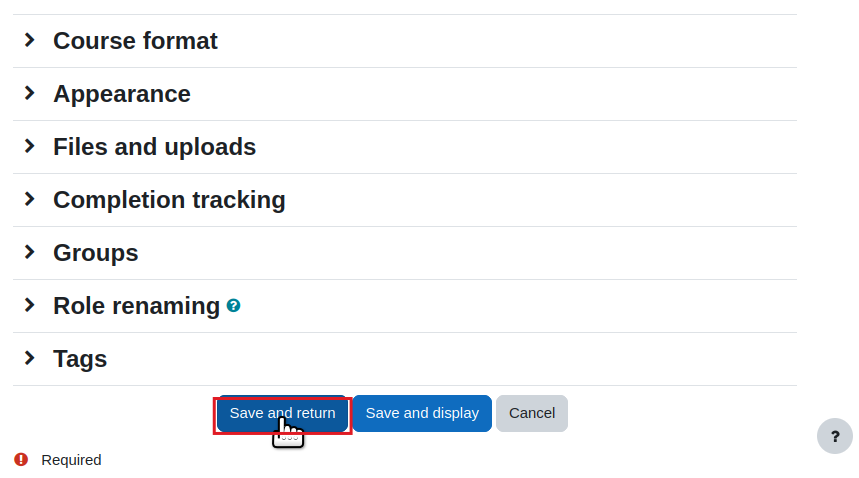 Course format
Appearance
Files and uploads
Completion tracking
Groups
Role renaming ?
Tags
Save and return Save and display Cancel
?
! Required